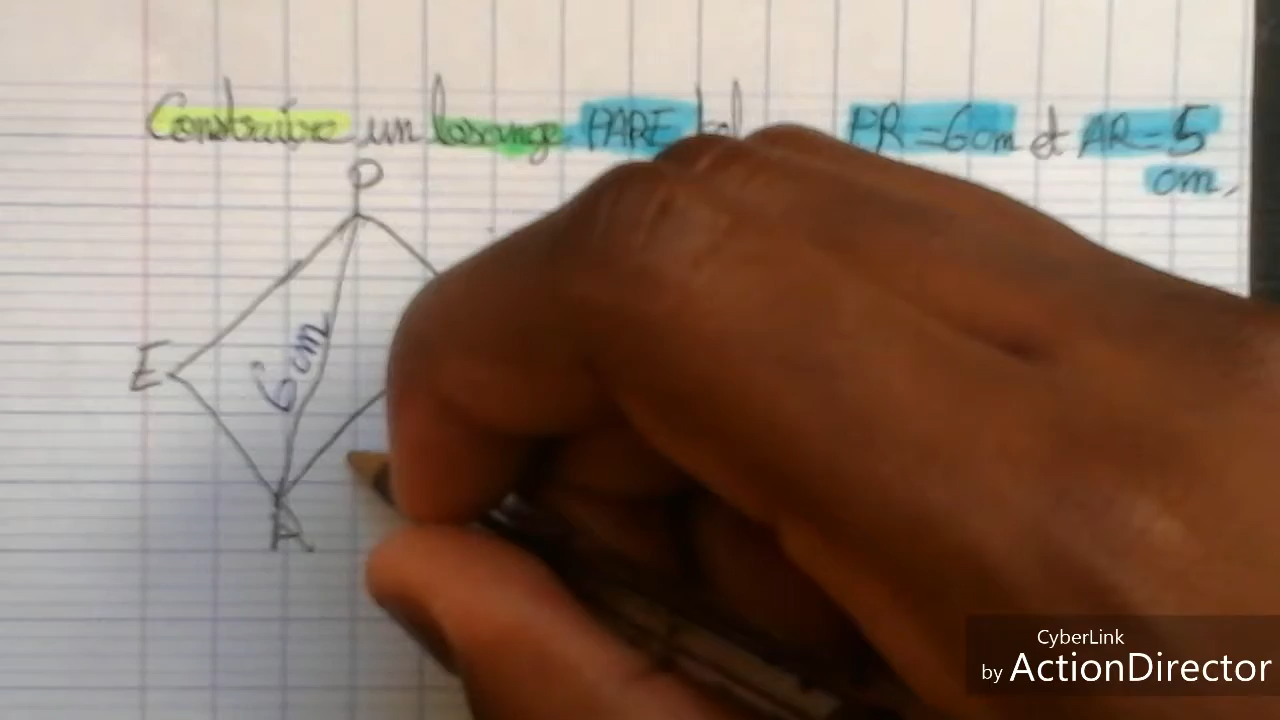 Construire un losange PARE tel PR=6cm et AR=5
cm,
P
E
6cm
R
CyberLink
by ActionDirector